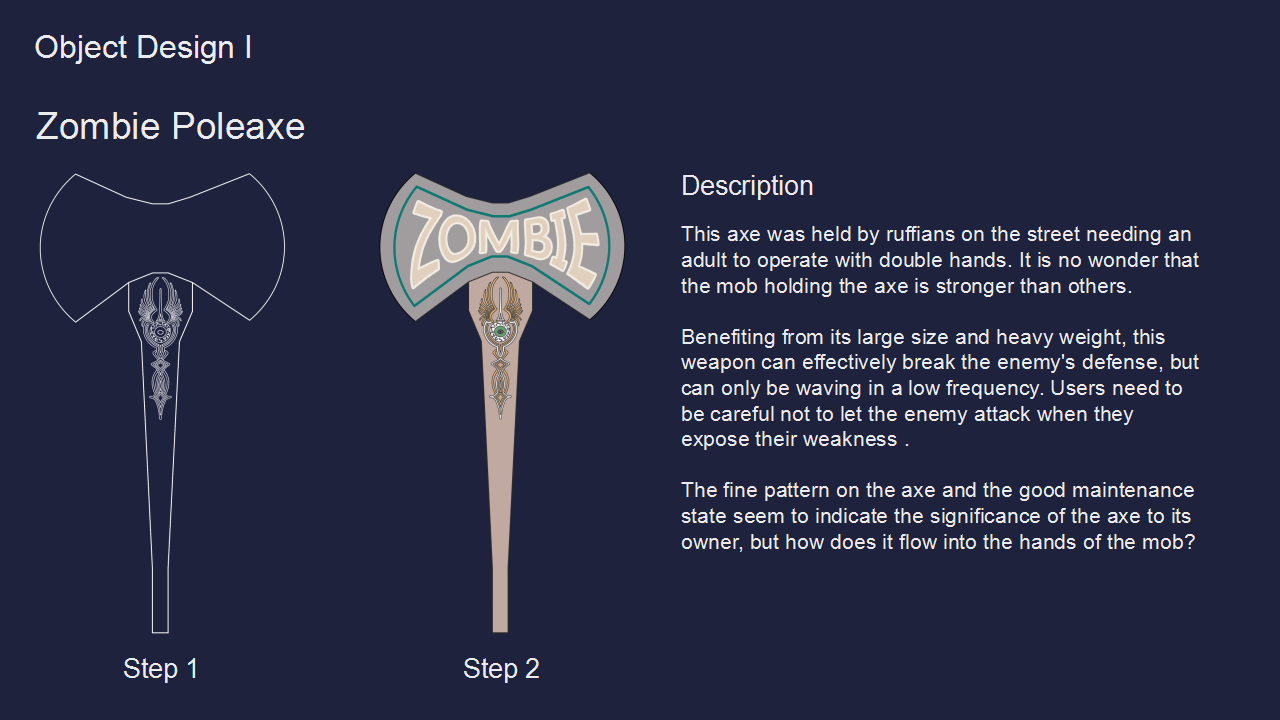 Object Design I
Zombie Poleaxe
ZOMBIE
Description
This axe was held by ruffians on the street needing an
adult to operate with double hands. It is no wonder that
the mob holding the axe is stronger than others.
Benefiting from its large size and heavy weight, this
weapon can effectively break the enemy's defense, but
can only be waving in a low frequency. Users need to
be careful not to let the enemy attack when they
expose their weakness .
The fine pattern on the axe and the good maintenance
state seem to indicate the significance of the axe to its
owner, but how does it flow into the hands of the mob?
Step 1
Step 2